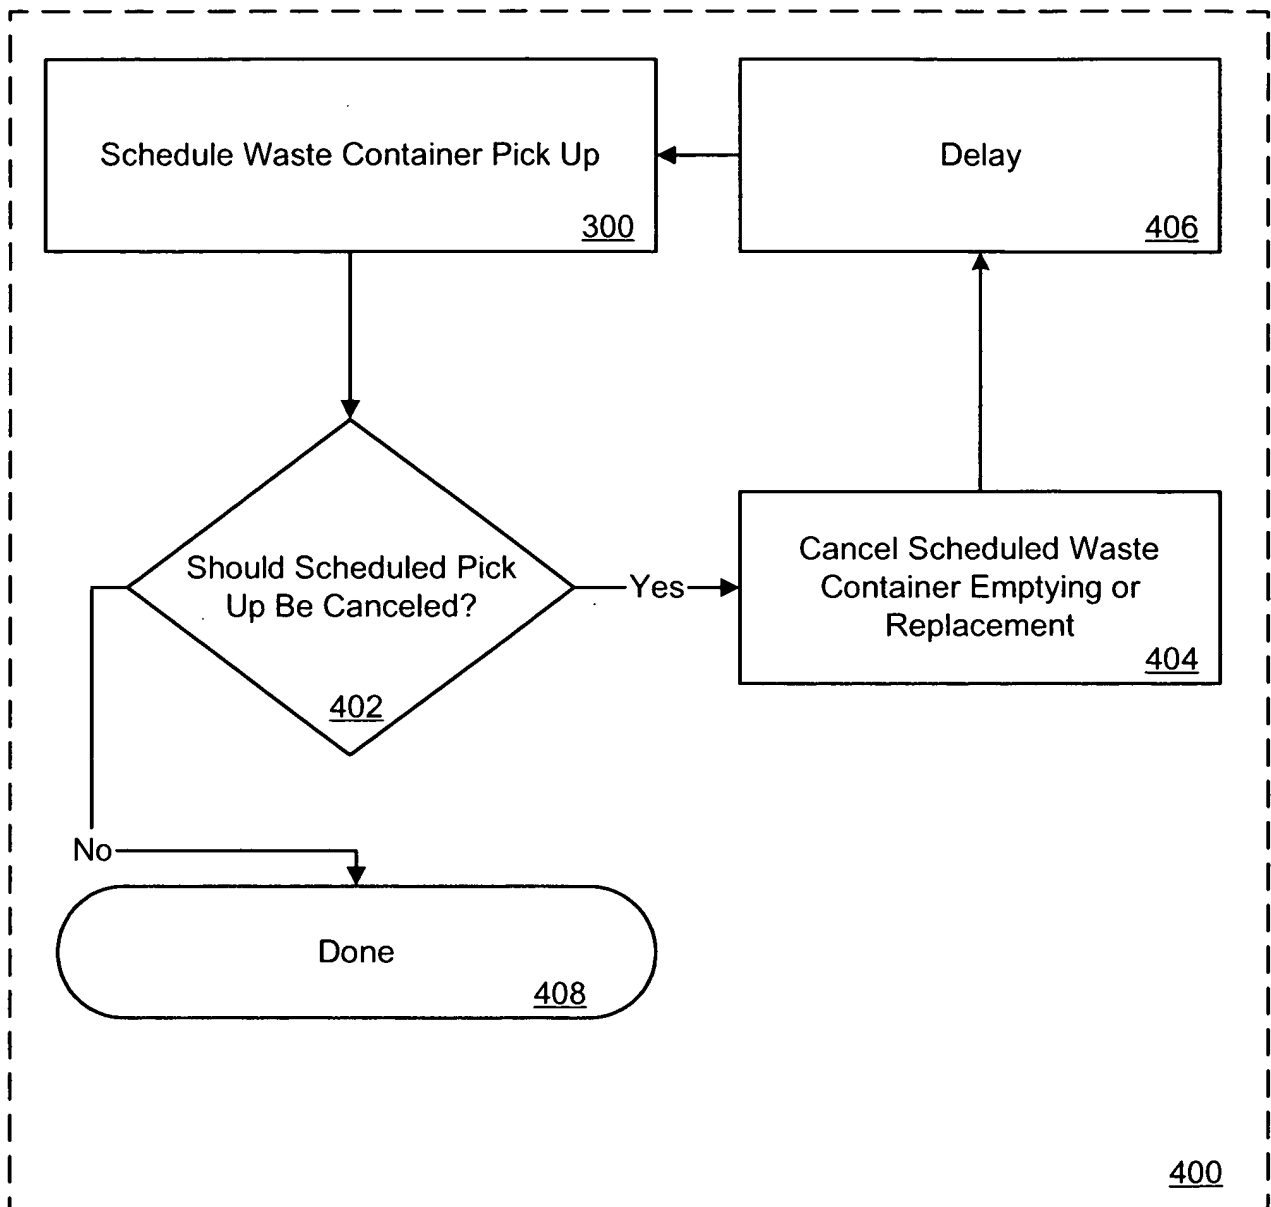 Schedule Waste Container Pick Up
300
Delay
406
Should Scheduled Pick
Up Be Canceled?
402
Yes
Cancel Scheduled Waste
Container Emptying or
Replacement
404
No
Done
408
400